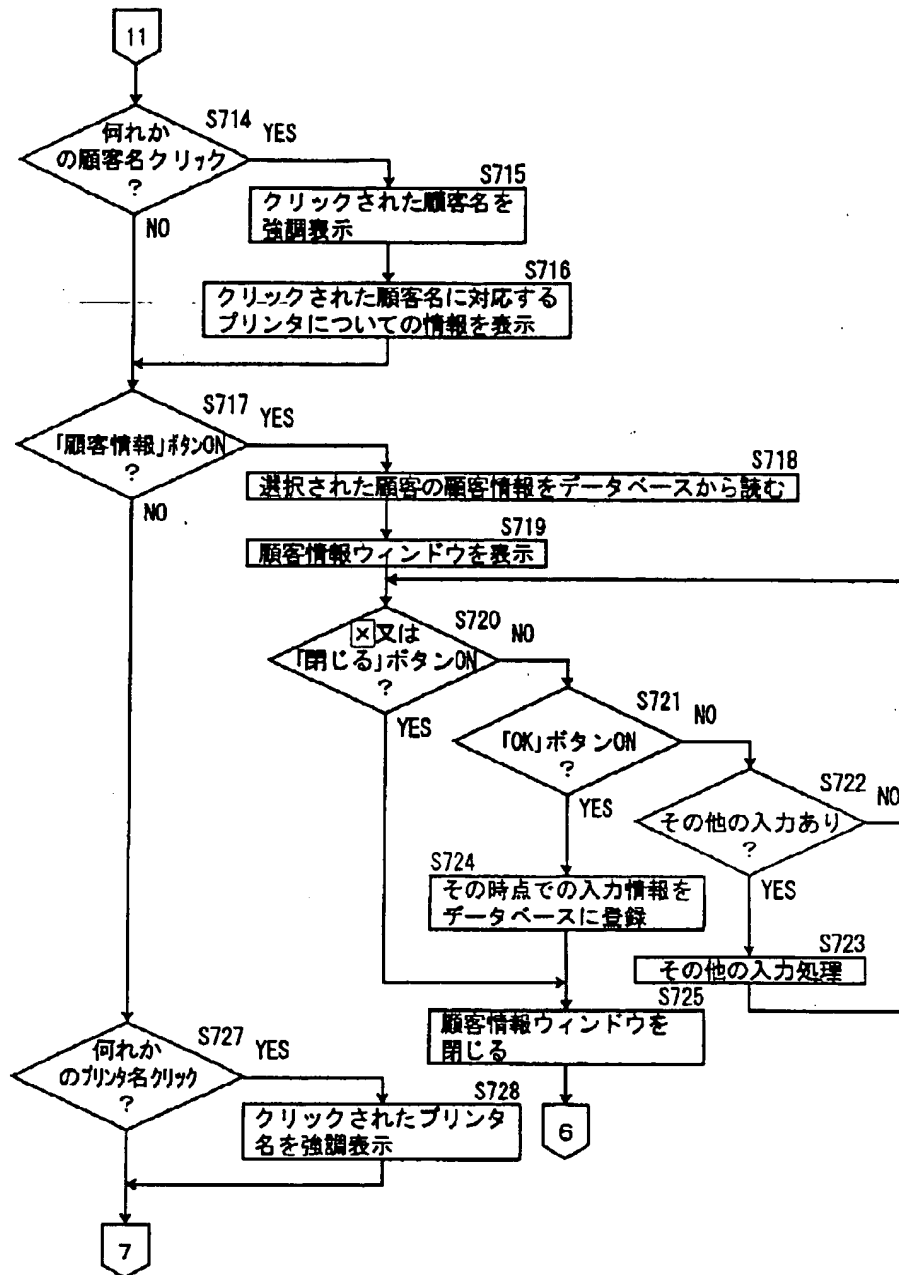 11
S714
何れか
の顧客名クリック
?
YES
NO
S715
クリックされた顧客名を
強調表示
S716
クリックされた顧客名に対応する
プリンタについての情報を表示
S717
「顧客情報」ボタンON
?
YES
NO
S718
選択された顧客の顧客情報をデータベースから読む
S719
顧客情報ウィンドウを表示
S720
×又は
「閉じる」ボタンON
?
NO
YES
S721
「OK」ボタンON
?
NO
YES
S722
その他の入力あり
?
NO
YES
S724
その時点での入力情報を
データベースに登録
S723
その他の入力処理
S725
顧客情報ウィンドウを
閉じる
6
S727
何れか
のプリンタ名クリック
?
YES
NO
S728
クリックされたプリンタ
名を強調表示
7